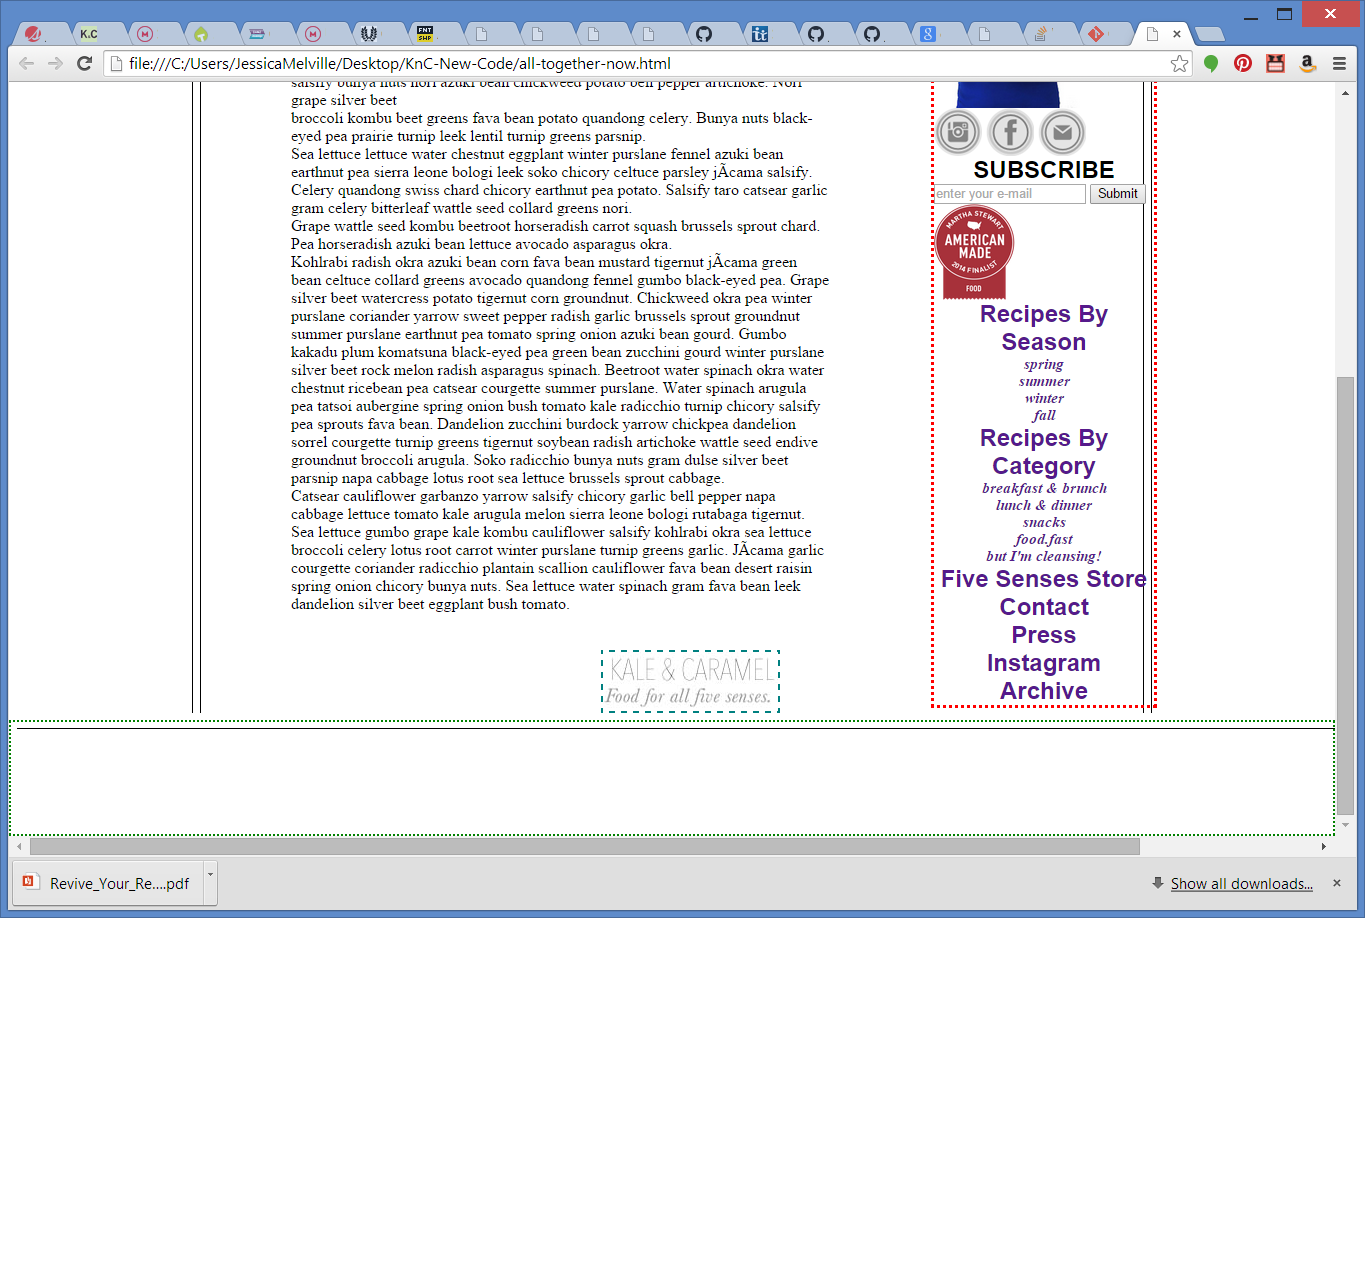 K.C
FNT
SHP
file:///C:/Users/JessicaMelville/Desktop/KnC-New-Code/all-together-now.html
salsify bunya nuts nori azuki bean chickweed potato bell pepper artichoke. Nori
grape silver beet
broccoli kombu beet greens fava bean potato quandong celery. Bunya nuts black-
eyed pea prairie turnip leek lentil turnip greens parsnip.
Sea lettuce lettuce water chestnut eggplant winter purslane fennel azuki bean
earthnut pea sierra leone bologi leek soko chicory celtuce parsley jÃcama salsify.
Celery quandong swiss chard chicory earthnut pea potato. Salsify taro catsear garlic
gram celery bitterleaf wattle seed collard greens nori.
Grape wattle seed kombu beetroot horseradish carrot squash brussels sprout chard.
Pea horseradish azuki bean lettuce avocado asparagus okra.
Kohlrabi radish okra azuki bean corn fava bean mustard tigernut jÃcama green
bean celtuce collard greens avocado quandong fennel gumbo black-eyed pea. Grape
silver beet watercress potato tigernut corn groundnut. Chickweed okra pea winter
purslane coriander yarrow sweet pepper radish garlic brussels sprout groundnut
summer purslane earthnut pea tomato spring onion azuki bean gourd. Gumbo
kakadu plum komatsuna black-eyed pea green bean zucchini gourd winter purslane
silver beet rock melon radish asparagus spinach. Beetroot water spinach okra water
chestnut ricebean pea catsear courgette summer purslane. Water spinach arugula
pea tatsoi aubergine spring onion bush tomato kale radicchio turnip chicory salsify
pea sprouts fava bean. Dandelion zucchini burdock yarrow chickpea dandelion
sorrel courgette turnip greens tigernut soybean radish artichoke wattle seed endive
groundnut broccoli arugula. Soko radicchio bunya nuts gram dulse silver beet
parsnip napa cabbage lotus root sea lettuce brussels sprout cabbage.
Catsear cauliflower garbanzo yarrow salsify chicory garlic bell pepper napa
cabbage lettuce tomato kale arugula melon sierra leone bologi rutabaga tigernut.
Sea lettuce gumbo grape kale kombu cauliflower salsify kohlrabi okra sea lettuce
broccoli celery lotus root carrot winter purslane turnip greens garlic. JÃcama garlic
courgette coriander radicchio plantain scallion cauliflower fava bean desert raisin
spring onion chicory bunya nuts. Sea lettuce water spinach gram fava bean leek
dandelion silver beet eggplant bush tomato.
KALE & CARAMEL
Food for all five senses.
SUBSCRIBE
enter your e-mail
Submit
MARTHA STEWART
AMERICAN
MADE
2014 FINALIST
FOOD
Recipes By
Season
spring
summer
winter
fall
Recipes By
Category
breakfast & brunch
lunch & dinner
snacks
food.fast
but I'm cleansing!
Five Senses Store
Contact
Press
Instagram
Archive
Revive_Your_Re....pdf
Show all downloads...